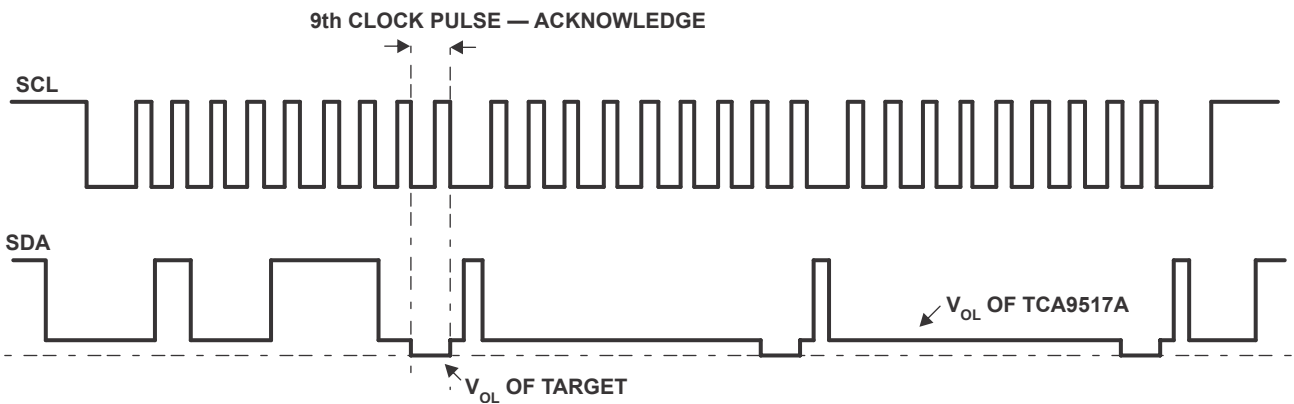 9th CLOCK PULSE — ACKNOWLEDGE
SCL
SDA
VOL OF TCA9517A
VOL OF TARGET